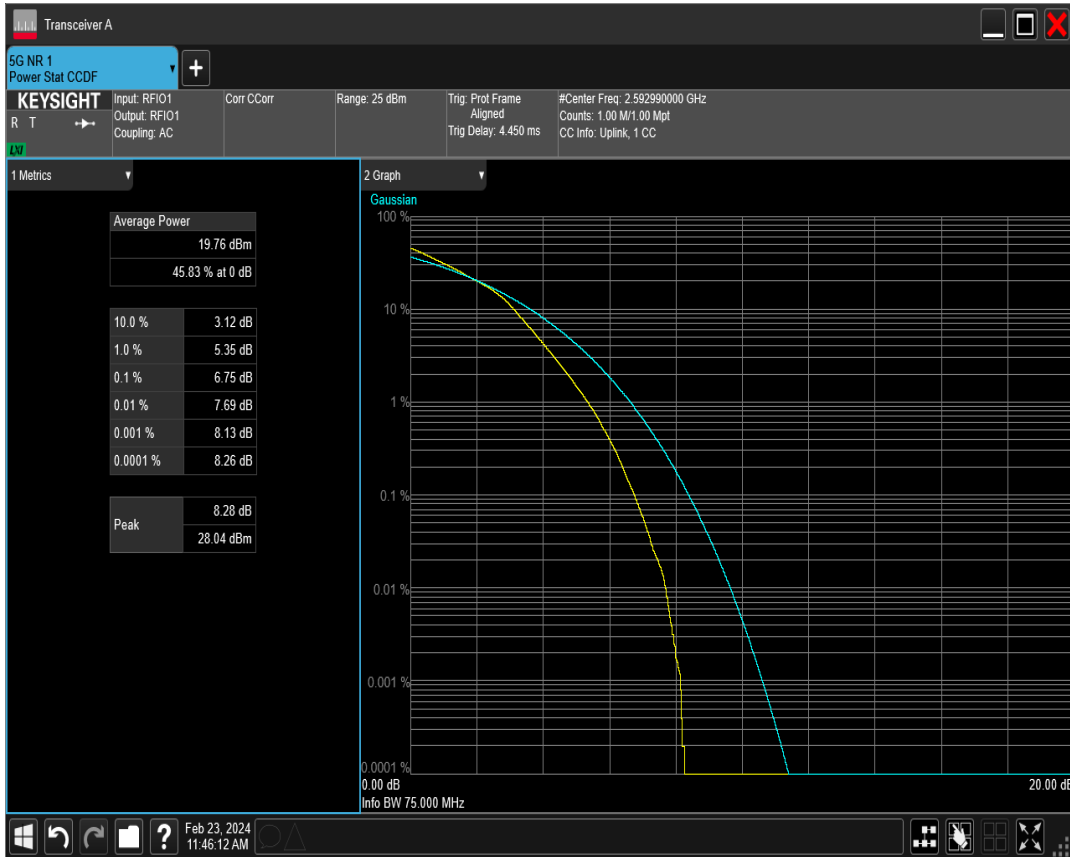 Transceiver A
5G NR 1
Power Stat CCDF
+
KEYSIGHT
R T
LXI
Input: RFIO1
Output: RFIO1
Coupling: AC
Corr CCorr
Range: 25 dBm
Trig: Prot Frame
Aligned
Trig Delay: 4.450 ms
#Center Freq: 2.592990000 GHz
Counts: 1.00 M/1.00 Mpt
CC Info: Uplink, 1 CC
1 Metrics
Average Power
19.76 dBm
45.83 % at 0 dB
10.0 % 3.12 dB
1.0 % 5.35 dB
0.1 % 6.75 dB
0.01 % 7.69 dB
0.001 % 8.13 dB
0.0001 % 8.26 dB
Peak
8.28 dB
28.04 dBm
2 Graph
Gaussian
100 %
10 %
1 %
0.1 %
0.01 %
0.001 %
0.0001 %
0.00 dB
20.00 dB
Info BW 75.000 MHz
?
Feb 23, 2024
11:46:12 AM